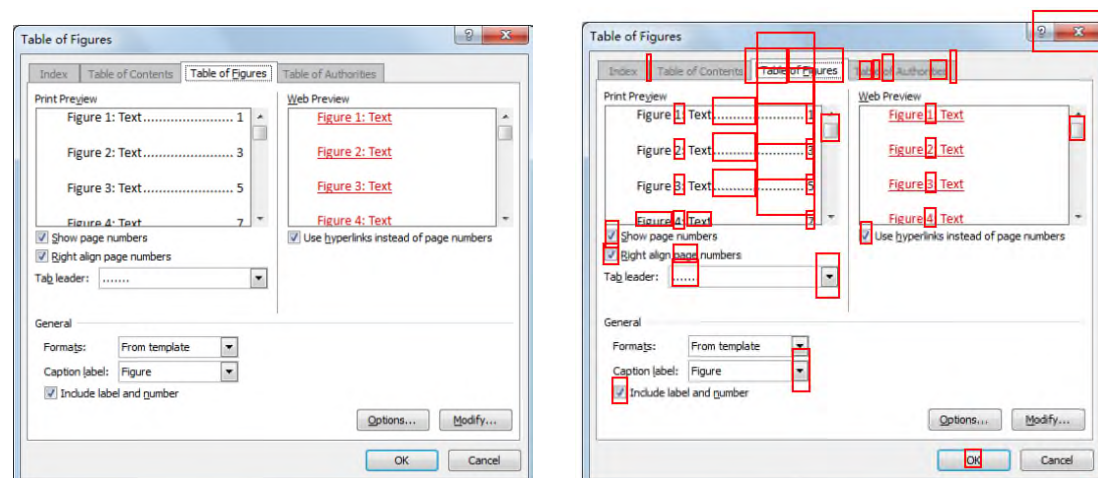 Table of Figures
Index Table of Contents Table of Figures Table of Authorities
Print Preview
Web Preview
Figure 1: Text........................ 1
Figure 1: Text
Figure 2: Text........................ 3
Figure 2: Text
Figure 3: Text........................ 5
Figure 3: Text
Figure 4: Text 7
Figure 4: Text
Show page numbers
Use hyperlinks instead of page numbers
Right align page numbers
Tab leader: .......
General
Formats: From template
Caption label: Figure
Include label and number
Options... Modify...
OK Cancel
Table of Figures
Index Table of Contents Table of Figures Table of Authorities
Print Preview
Web Preview
Figure 1: Text........................ 1
Figure 1: Text
Figure 2: Text........................ 3
Figure 2: Text
Figure 3: Text........................ 5
Figure 3: Text
Figure 4: Text 7
Figure 4: Text
Show page numbers
Use hyperlinks instead of page numbers
Right align page numbers
Tab leader: ......
General
Formats: From template
Caption label: Figure
Include label and number
Options... Modify...
OK Cancel